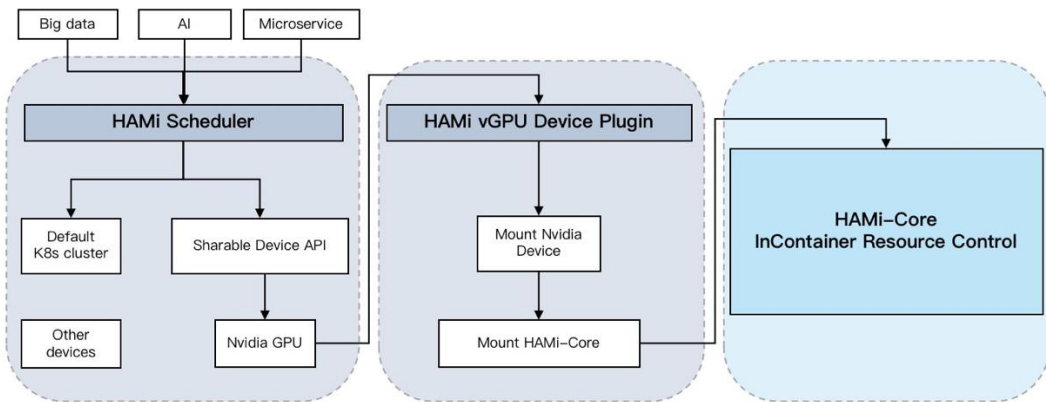 Big data
AI
Microservice
HAMi Scheduler
Default
K8s cluster
Sharable Device API
Other
devices
Nvidia GPU
HAMi vGPU Device Plugin
Mount Nvidia
Device
Mount HAMi-Core
HAMi-Core
InContainer Resource Control